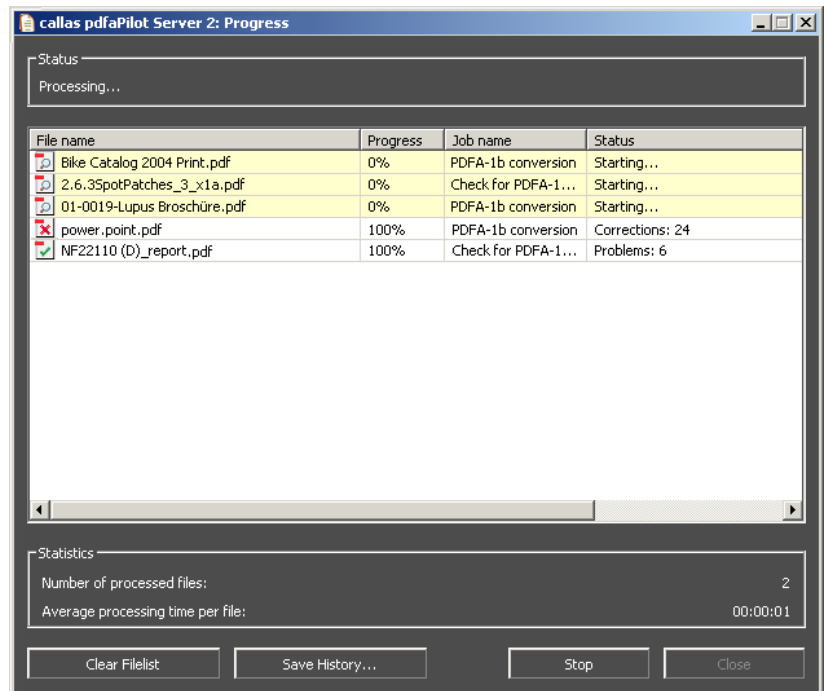 callas pdfaPilot Server 2: Progress
Status
Processing...
File name Progress Job name Status
Bike Catalog 2004 Print.pdf 0% PDFA-1b conversion Starting...
2.6.3SpotPatches_3_x1a.pdf 0% Check for PDFA-1... Starting...
01-0019-Lupus Broschüre.pdf 0% PDFA-1b conversion Starting...
power.point.pdf 100% PDFA-1b conversion Corrections: 24
NF22110 (D)_report.pdf 100% Check for PDFA-1... Problems: 6
Statistics
Number of processed files: 2
Average processing time per file: 00:00:01
Clear Filelist Save History... Stop Close